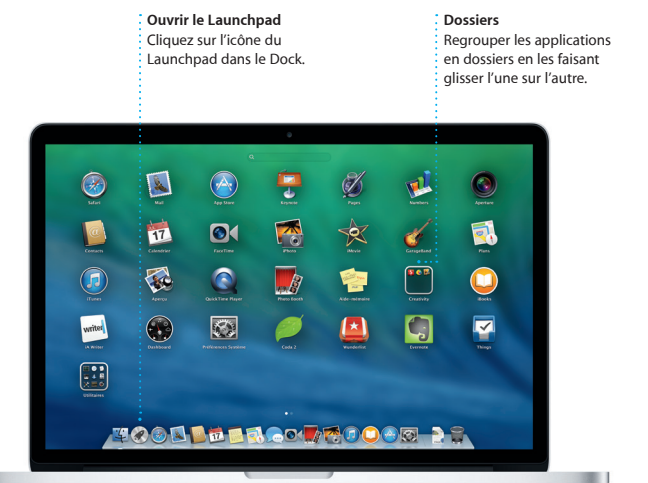 Ouvrir le Launchpad
Cliquez sur l'icône du
Launchpad dans le Dock.
Dossiers
Regrouper les applications
en dossiers en les faisant
glisser l'une sur l'autre.
Safari Mail App Store Keynote Pages Numbers Aperture
Contacts Calendrier FaceTime iPhoto iMovie GarageBand Plans
17
iTunes Aperçu QuickTime Player Photo Booth Aide-mémoire Creativity iBooks
writer
iA Writer Dashboard Préférences Système Coda 2 Wunderlist Evernote Things
Utilitaires
17